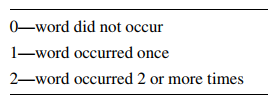 0—word did not occur
1—word occurred once
2—word occurred 2 or more times